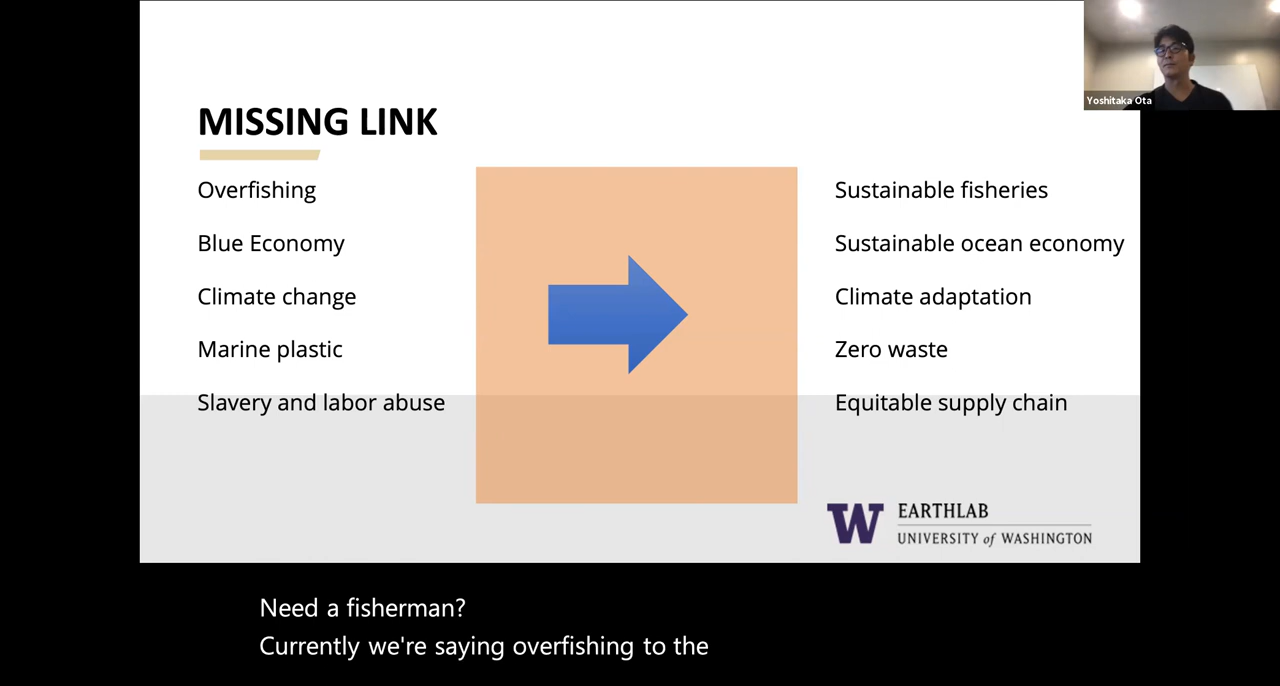 Yoshitaka Ota
MISSING LINK
Overfishing
Blue Economy
Climate change
Marine plastic
Slavery and labor abuse
Sustainable fisheries
Sustainable ocean economy
Climate adaptation
Zero waste
Equitable supply chain
W
EARTHLAB
UNIVERSITY of WASHINGTON
Need a fisherman?
Currently we're saying overfishing to the